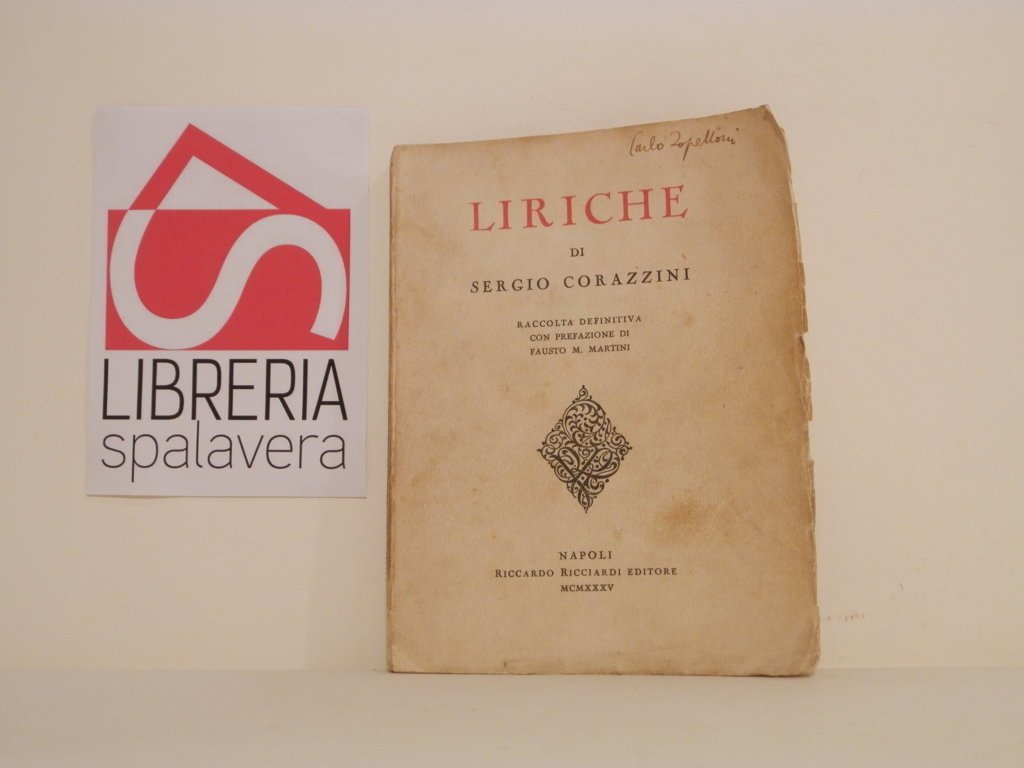 LIBRERIA
spalavera
Carlo
LIRICHE
DI
SERGIO CORAZZINI
RACCOLTA DEFINITIVA
CON PREFAZIONE DI
FAUSTO M. MARTINI
NAPOLI
RICCARDO RICCIARDI EDITORE
MCMXXXV